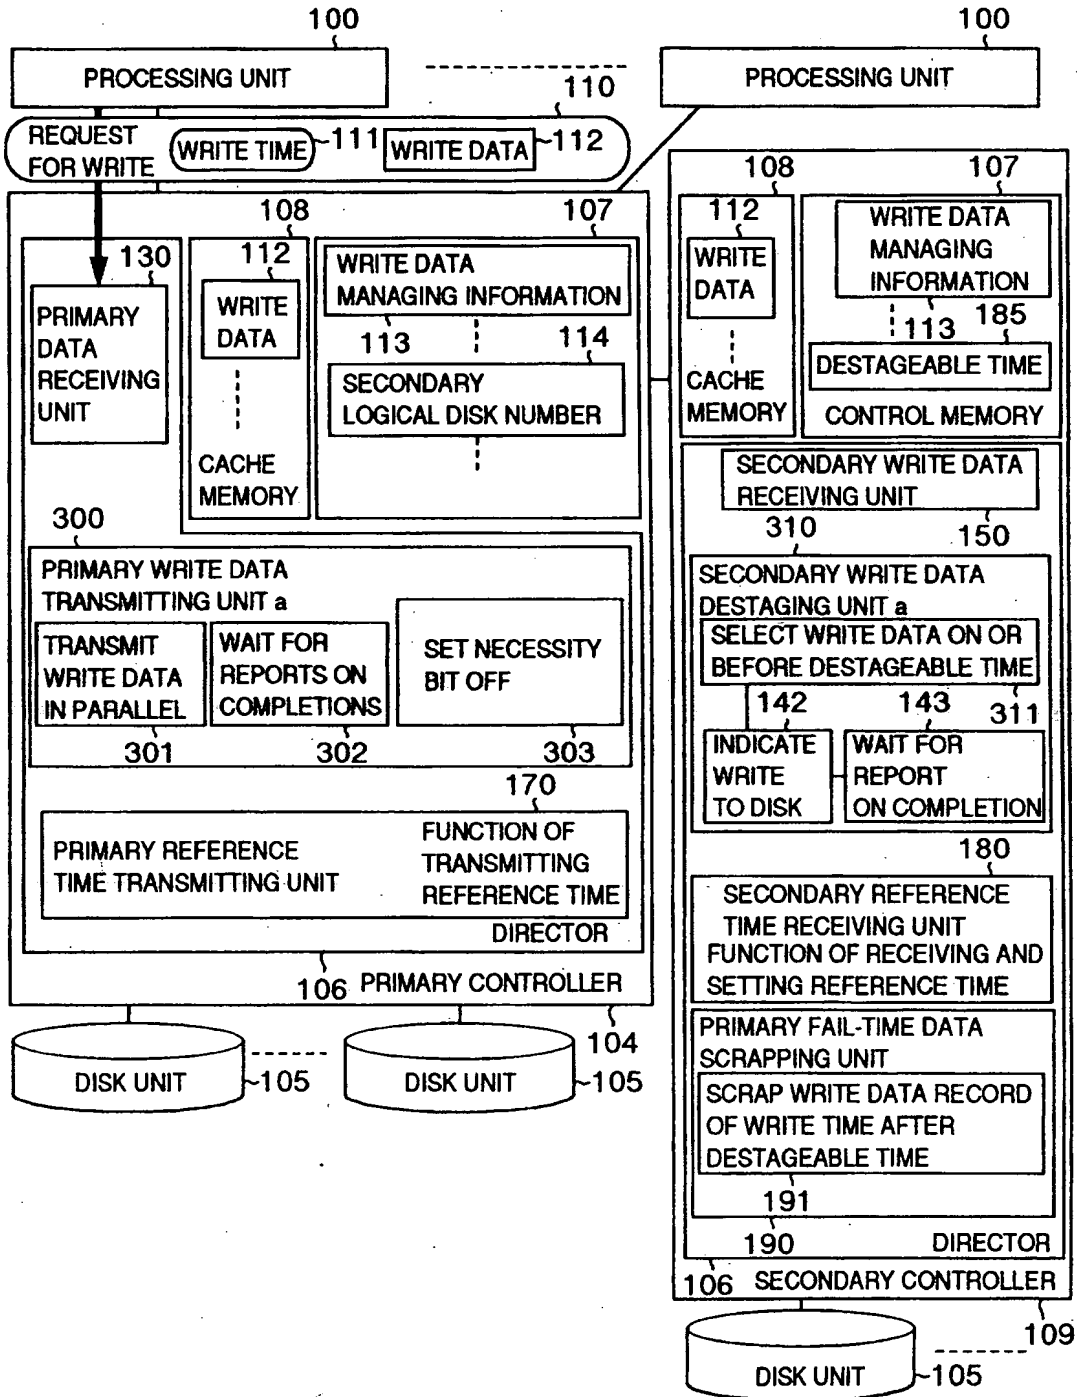 100
PROCESSING UNIT
100
PROCESSING UNIT
110
REQUEST
FOR WRITE
WRITE TIME
111
WRITE DATA
112
108
107
130
PRIMARY
DATA
RECEIVING
UNIT
112
WRITE
DATA
CACHE
MEMORY
WRITE DATA
MANAGING INFORMATION
113
114
SECONDARY
LOGICAL DISK NUMBER
300
PRIMARY WRITE DATA
TRANSMITTING UNIT a
TRANSMIT
WRITE DATA
IN PARALLEL
301
WAIT FOR
REPORTS ON
COMPLETIONS
302
SET NECESSITY
BIT OFF
303
170
PRIMARY REFERENCE
TIME TRANSMITTING UNIT
FUNCTION OF
TRANSMITTING
REFERENCE TIME
DIRECTOR
106
PRIMARY CONTROLLER
104
DISK UNIT
105
DISK UNIT
105
108
107
112
WRITE
DATA
CACHE
MEMORY
WRITE DATA
MANAGING
INFORMATION
113
185
DESTAGEABLE TIME
CONTROL MEMORY
SECONDARY WRITE DATA
RECEIVING UNIT
150
310
SECONDARY WRITE DATA
DESTAGING UNIT a
SELECT WRITE DATA ON OR
BEFORE DESTAGEABLE TIME
311
142
INDICATE
WRITE
TO DISK
143
WAIT FOR
REPORT
ON COMPLETION
180
SECONDARY REFERENCE
TIME RECEIVING UNIT
FUNCTION OF RECEIVING AND
SETTING REFERENCE TIME
PRIMARY FAIL-TIME DATA
SCRAPPING UNIT
SCRAP WRITE DATA RECORD
OF WRITE TIME AFTER
DESTAGEABLE TIME
191
190
DIRECTOR
106
SECONDARY CONTROLLER
109
DISK UNIT
105